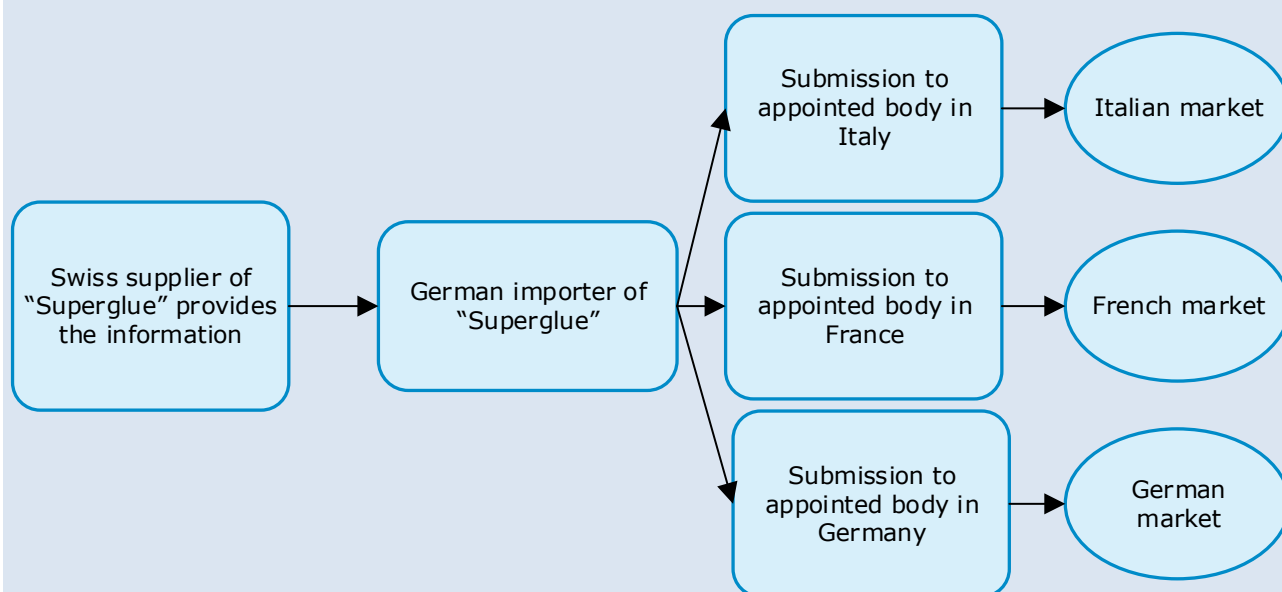 Swiss supplier of
“Superglue” provides
the information
German importer of
“Superglue”
Submission to
appointed body in
Italy
Italian market
Submission to
appointed body in
France
French market
Submission to
appointed body in
Germany
German
market